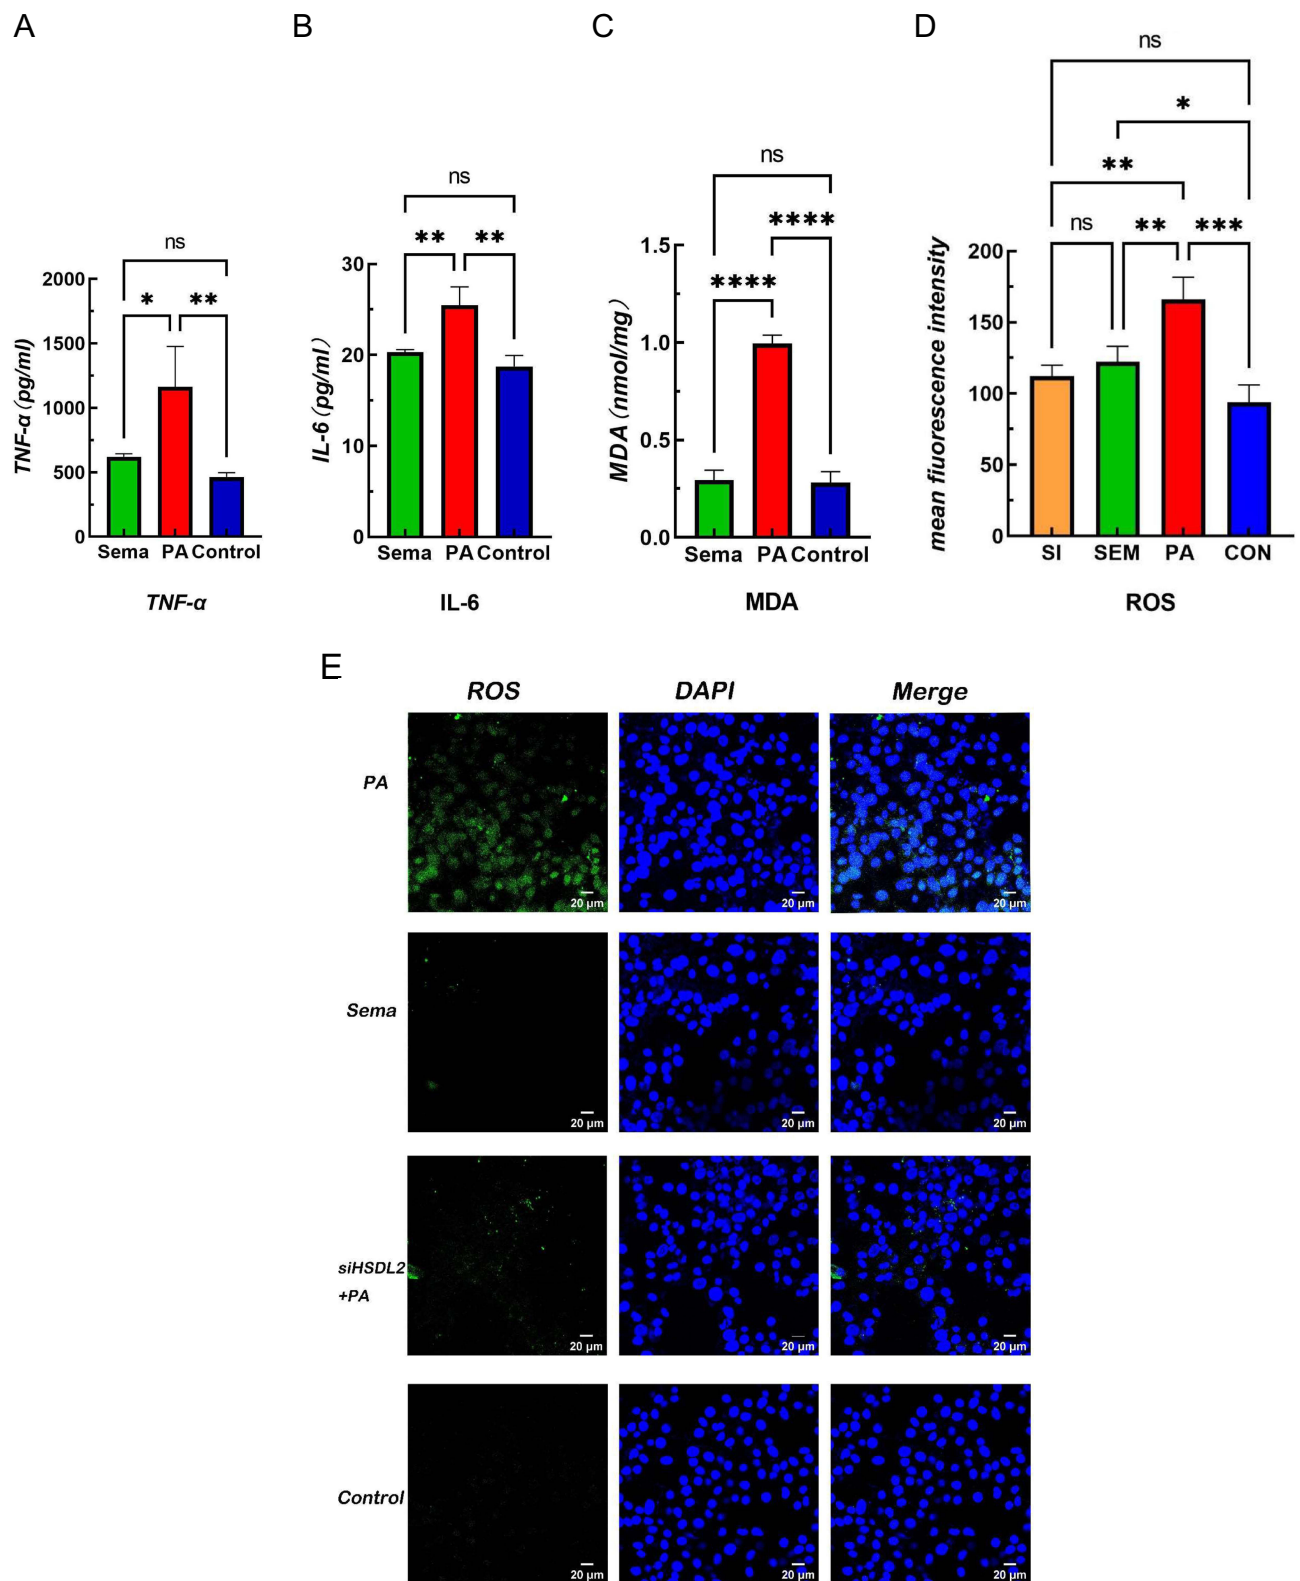 A
TNF-α(pg/ml)
2000
1500
1000
500
0
ns
*
**
Sema PA Control
TNF-α
B
IL-6(pg/ml)
30
20
10
0
ns
**
**
Sema PA Control
IL-6
C
MDA(nmol/mg)
1.5
1.0
0.5
0.0
ns
****
****
Sema PA Control
MDA
D
mean fluorescence intensity
200
150
100
50
0
ns
*
**
ns
**
***
SI SEM PA CON
ROS
E
ROS DAPI Merge
PA
20 μm 20 μm 20 μm
Sema
20 μm 20 μm 20 μm
siHSDL2
+PA
20 μm 20 μm 20 μm
Control
20 μm 20 μm 20 μm